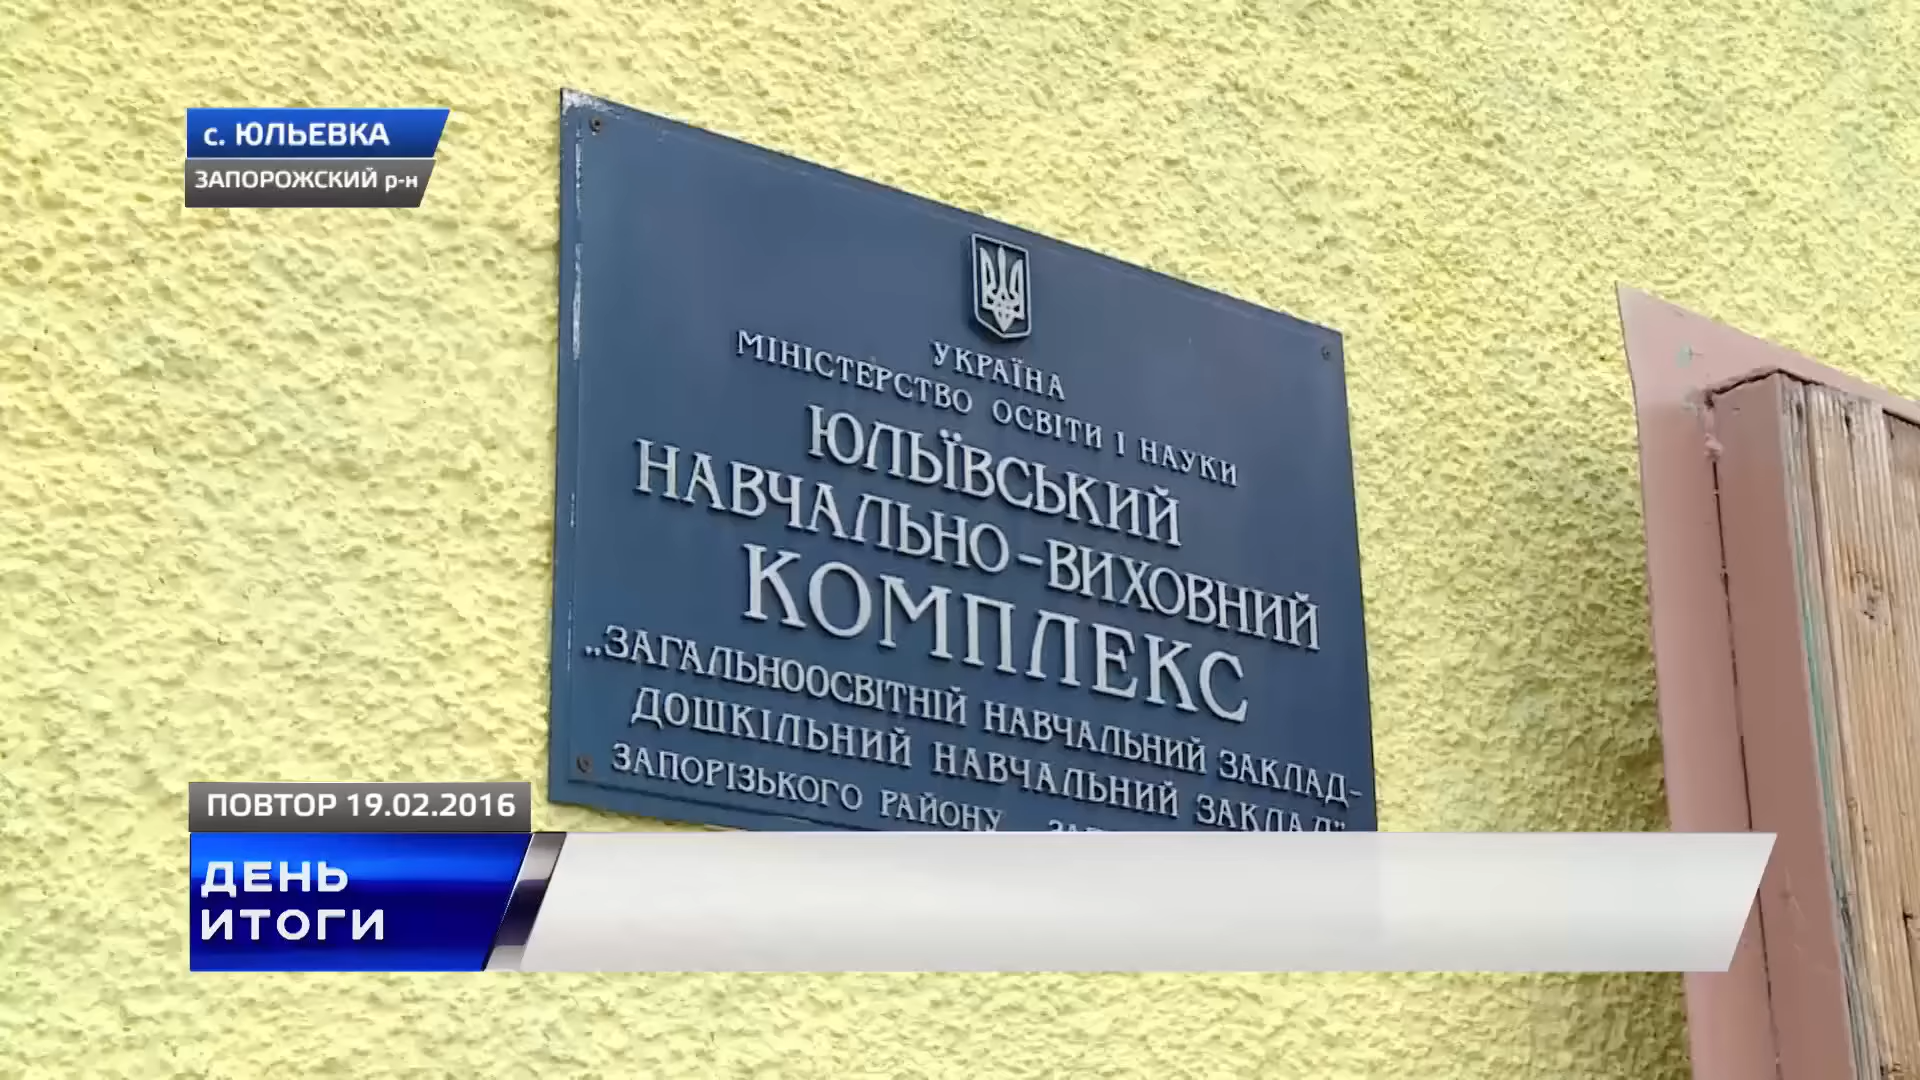 с. ЮЛЬЕВКА
ЗАПОРОЖСКИЙ р-н
УКРАЇНА
МІНІСТЕРСТВО ОСВІТИ І НАУКИ
ЮЛЬЇВСЬКИЙ
НАВЧАЛЬНО-ВИХОВНИЙ
КОМПЛЕКС
„ЗАГАЛЬНООСВІТНІЙ НАВЧАЛЬНИЙ ЗАКЛАД-
ДОШКІЛЬНИЙ НАВЧАЛЬНИЙ ЗАКЛАД"
ЗАПОРІЗЬКОГО РАЙОНУ
ПОВТОР 19.02.2016
ДЕНЬ
ИТОГИ